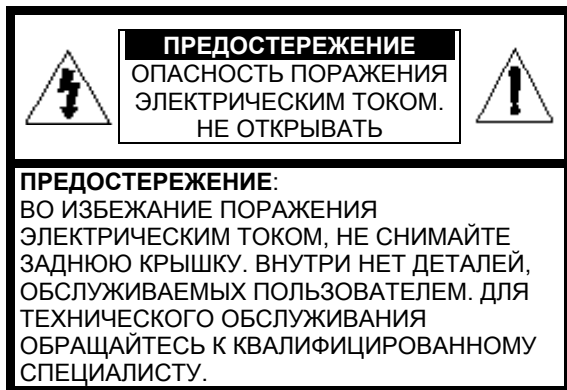 ПРЕДОСТЕРЕЖЕНИЕ
ОПАСНОСТЬ ПОРАЖЕНИЯ
ЭЛЕКТРИЧЕСКИМ ТОКОМ.
НЕ ОТКРЫВАТЬ
ПРЕДОСТЕРЕЖЕНИЕ:
ВО ИЗБЕЖАНИЕ ПОРАЖЕНИЯ
ЭЛЕКТРИЧЕСКИМ ТОКОМ, НЕ СНИМАЙТЕ
ЗАДНЮЮ КРЫШКУ. ВНУТРИ НЕТ ДЕТАЛЕЙ,
ОБСЛУЖИВАЕМЫХ ПОЛЬЗОВАТЕЛЕМ. ДЛЯ
ТЕХНИЧЕСКОГО ОБСЛУЖИВАНИЯ
ОБРАЩАЙТЕСЬ К КВАЛИФИЦИРОВАННОМУ
СПЕЦИАЛИСТУ.